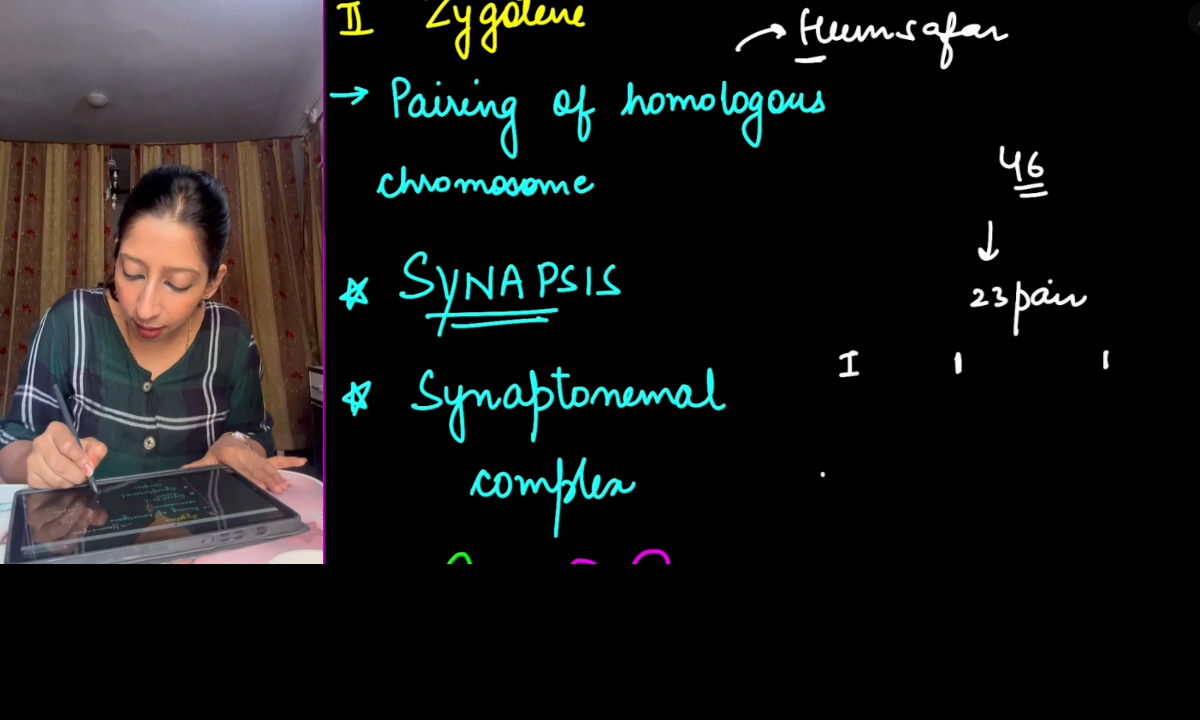 II Zygotene
→ Humsafar
→ Pairing of homologous
chromosome
46
↓
23 pair
☆ SYNAPSIS
I I I
☆ Synaptonemal
complex